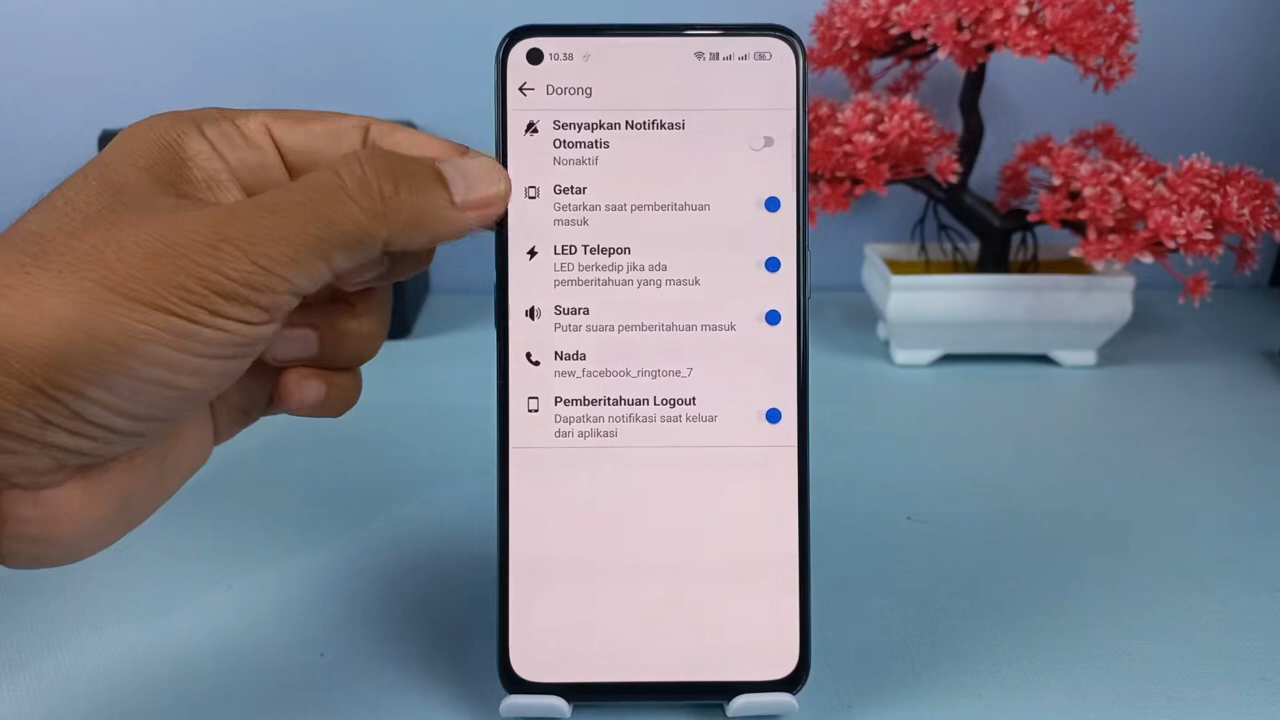 10.38
56
Dorong
Senyapkan Notifikasi
Otomatis
Nonaktif
Getar
Getarkan saat pemberitahuan
masuk
LED Telepon
LED berkedip jika ada
pemberitahuan yang masuk
Suara
Putar suara pemberitahuan masuk
Nada
new_facebook_ringtone_7
Pemberitahuan Logout
Dapatkan notifikasi saat keluar
dari aplikasi